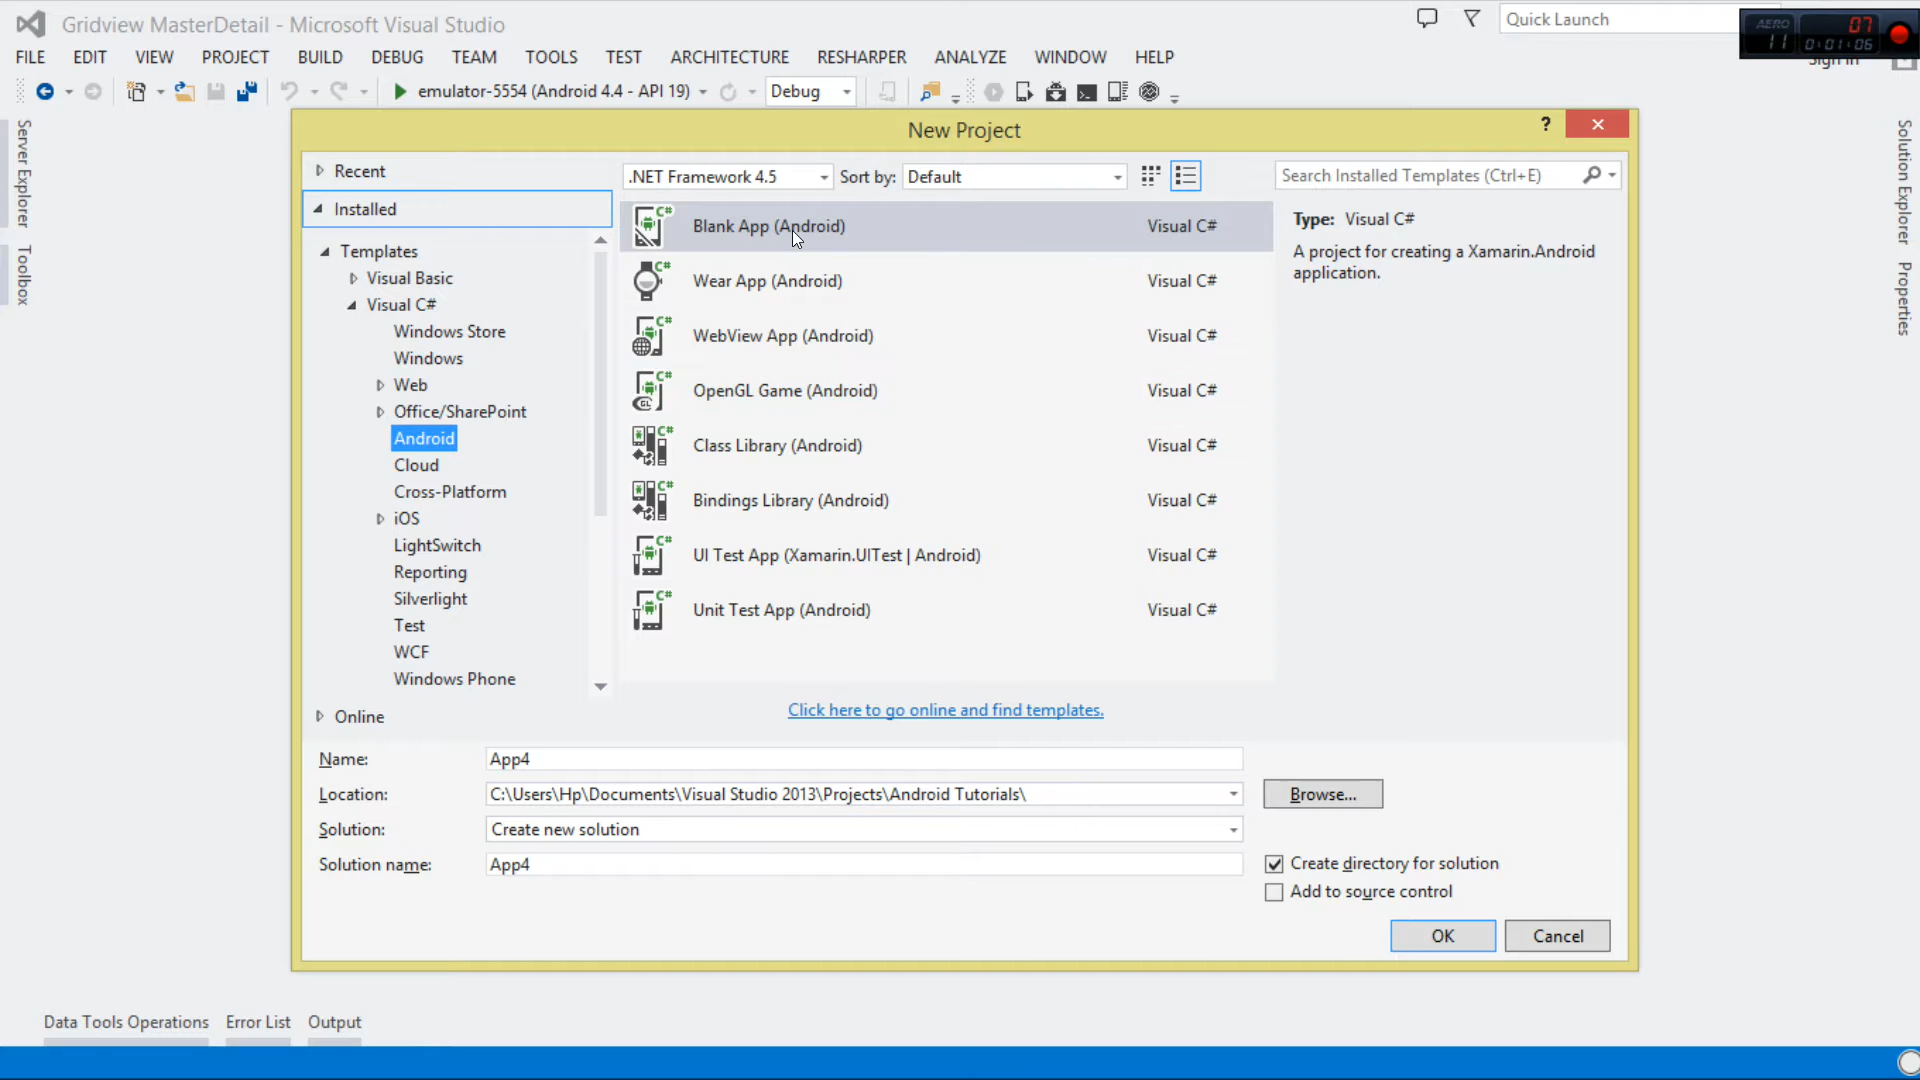 Gridview MasterDetail - Microsoft Visual Studio
Quick Launch
AERO
11
07
0:01:06
Sign in
FILE EDIT VIEW PROJECT BUILD DEBUG TEAM TOOLS TEST ARCHITECTURE RESHARPER ANALYZE WINDOW HELP
emulator-5554 (Android 4.4 - API 19) Debug
Server Explorer
Toolbox
Solution Explorer
Properties
New Project
?
Recent
Installed
Templates
Visual Basic
Visual C#
Windows Store
Windows
Web
Office/SharePoint
Android
Cloud
Cross-Platform
iOS
LightSwitch
Reporting
Silverlight
Test
WCF
Windows Phone
Online
.NET Framework 4.5 Sort by: Default
Search Installed Templates (Ctrl+E)
Blank App (Android) Visual C#
Wear App (Android) Visual C#
WebView App (Android) Visual C#
OpenGL Game (Android) Visual C#
Class Library (Android) Visual C#
Bindings Library (Android) Visual C#
UI Test App (Xamarin.UITest | Android) Visual C#
Unit Test App (Android) Visual C#
Click here to go online and find templates.
Type: Visual C#
A project for creating a Xamarin.Android
application.
Name: App4
Location: C:\Users\Hp\Documents\Visual Studio 2013\Projects\Android Tutorials\
Browse...
Solution: Create new solution
Solution name: App4
Create directory for solution
Add to source control
OK Cancel
Data Tools Operations Error List Output